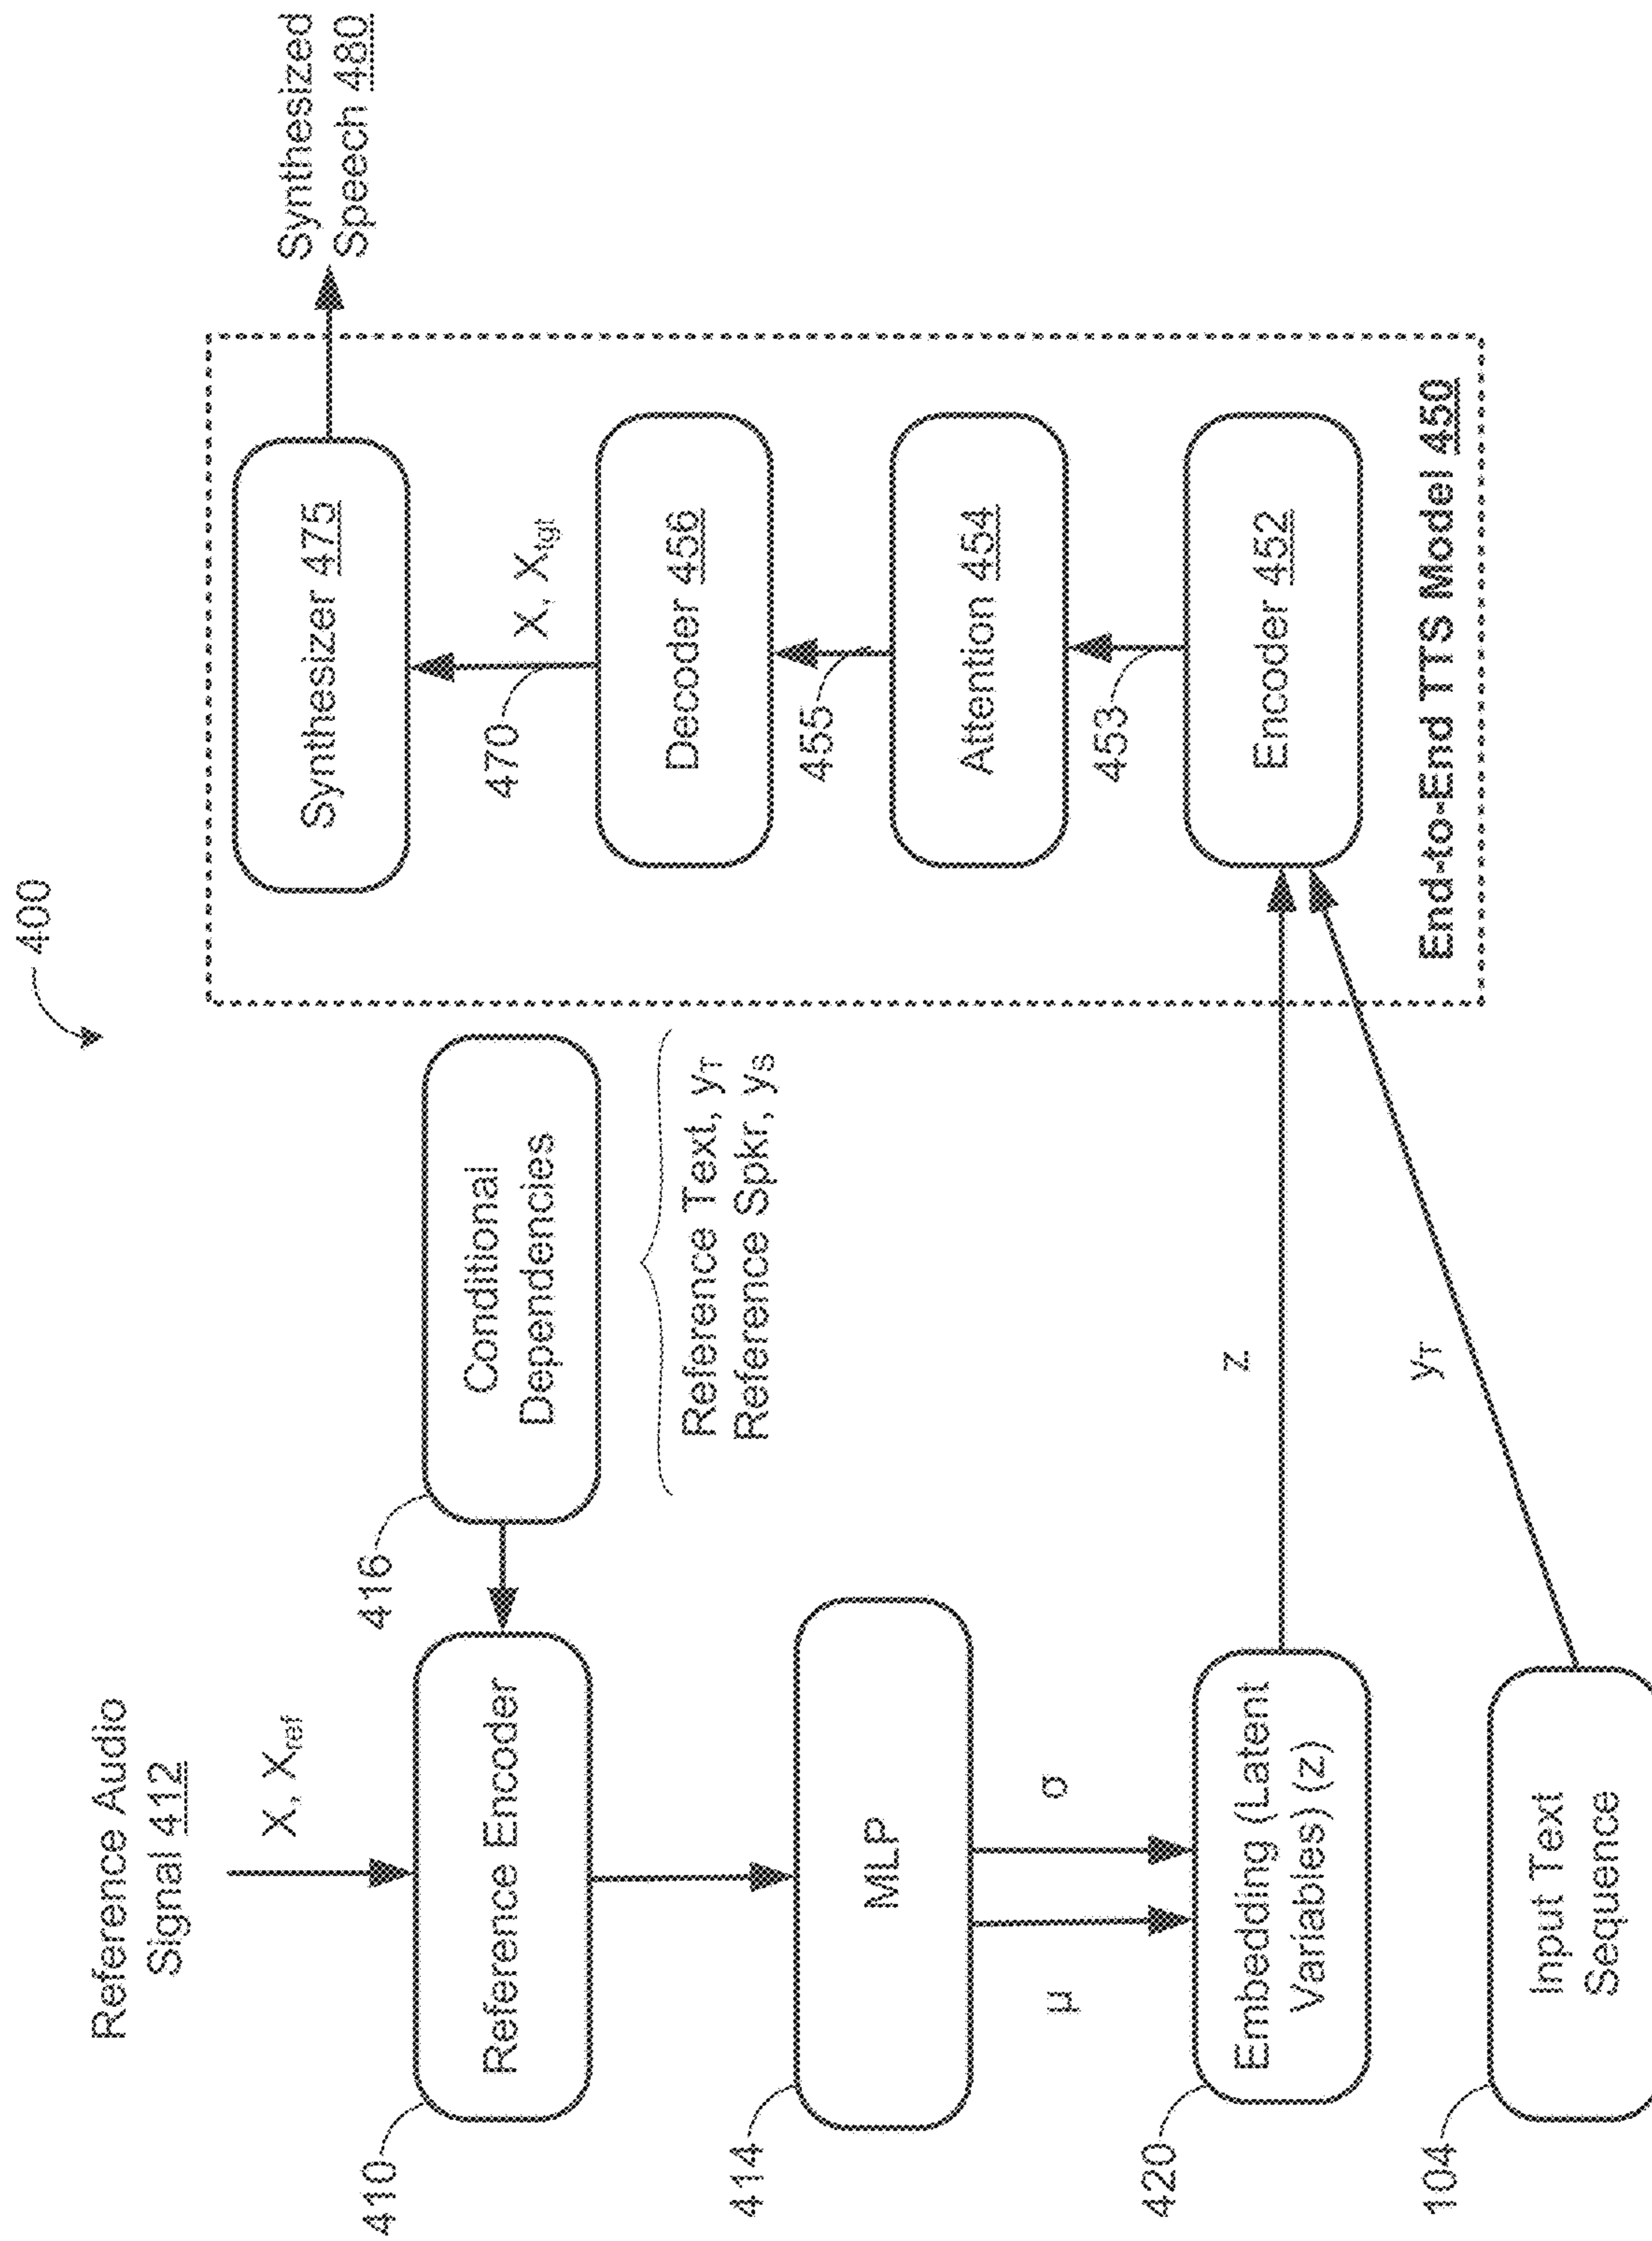 400
Reference Audio
Signal 412
X, Xref
410
Reference Encoder
416
Conditional
Dependencies
Reference Text, yT
Reference Spkr, yS
414
MLP
μ
σ
420
Embedding (Latent
Variables) (z)
z
104
Input Text
Sequence
yT
Synthesizer 475
470
X, Xtgt
Decoder 456
455
Attention 454
453
Encoder 452
End-to-End TTS Model 450
Synthesized
Speech 480